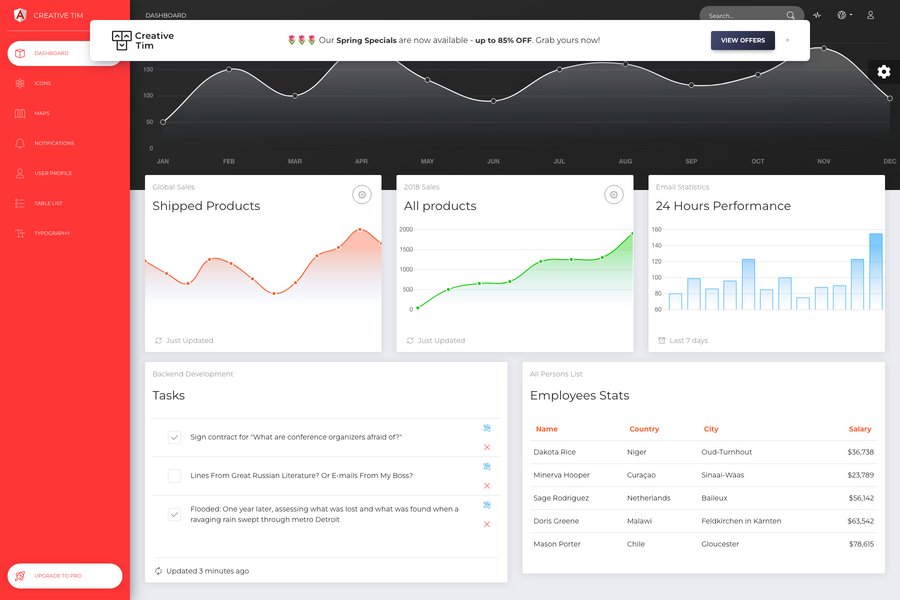 CREATIVE TIM
DASHBOARD
Search...
Creative
Tim
🌷🌷🌷 Our Spring Specials are now available - up to 85% OFF. Grab yours now!
VIEW OFFERS
×
DASHBOARD
ICONS
MAPS
NOTIFICATIONS
USER PROFILE
TABLE LIST
TYPOGRAPHY
UPGRADE TO PRO
150
100
50
0
JAN FEB MAR APR MAY JUN JUL AUG SEP OCT NOV DEC
Global Sales
Shipped Products
Just Updated
2018 Sales
All products
2000
1500
1000
500
0
Just Updated
Email Statistics
24 Hours Performance
160
140
120
100
80
60
Last 7 days
Backend Development
Tasks
Sign contract for "What are conference organizers afraid of?"
Lines From Great Russian Literature? Or E-mails From My Boss?
Flooded: One year later, assessing what was lost and what was found when a
ravaging rain swept through metro Detroit
Updated 3 minutes ago
All Persons List
Employees Stats
Name Country City Salary
Dakota Rice Niger Oud-Turnhout $36,738
Minerva Hooper Curaçao Sinaai-Waas $23,789
Sage Rodriguez Netherlands Baileux $56,142
Doris Greene Malawi Feldkirchen in Kärnten $63,542
Mason Porter Chile Gloucester $78,615